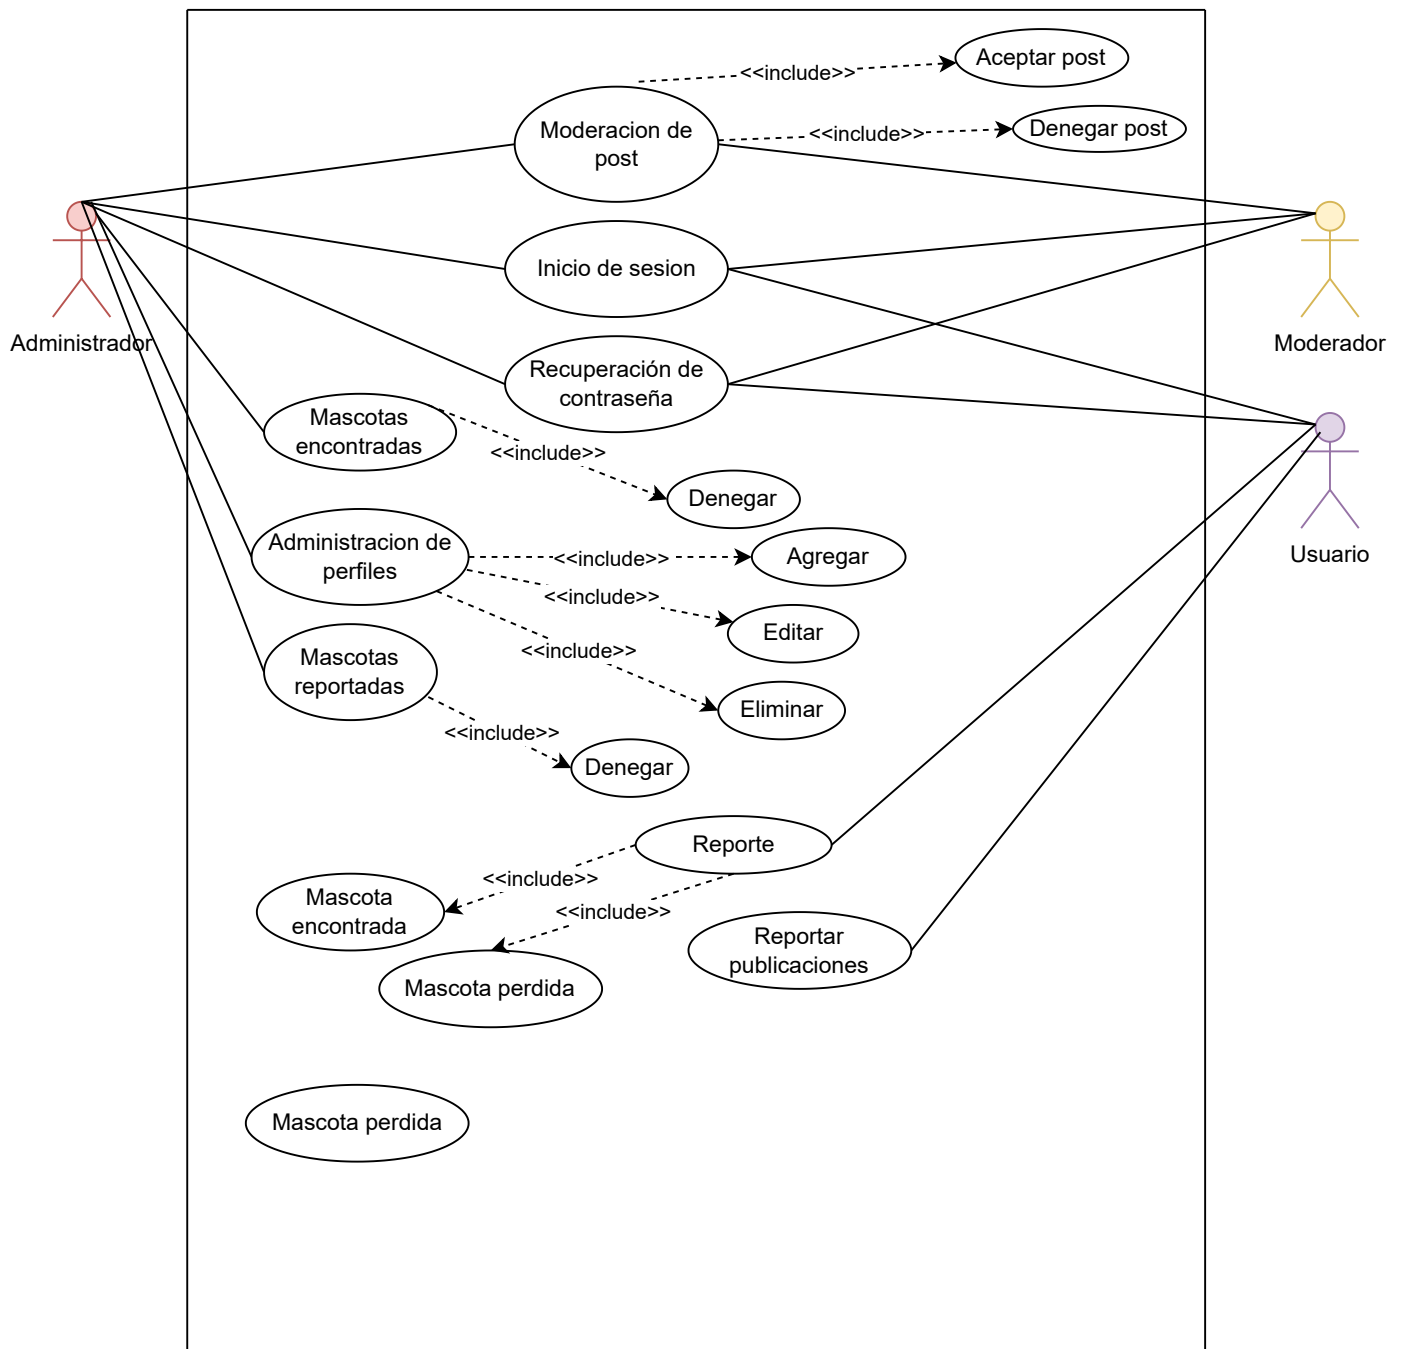 Aceptar post
<<include>>
Moderacion de
post
<<include>>
Denegar post
Inicio de sesion
Administrador
Moderador
Recuperación de
contraseña
Mascotas
encontradas
<<include>>
Denegar
Administracion de
perfiles
<<include>>
Agregar
Usuario
<<include>>
Editar
<<include>>
Mascotas
reportadas
Eliminar
<<include>>
Denegar
Reporte
<<include>>
Mascota
encontrada
<<include>>
Reportar
publicaciones
Mascota perdida
Mascota perdida